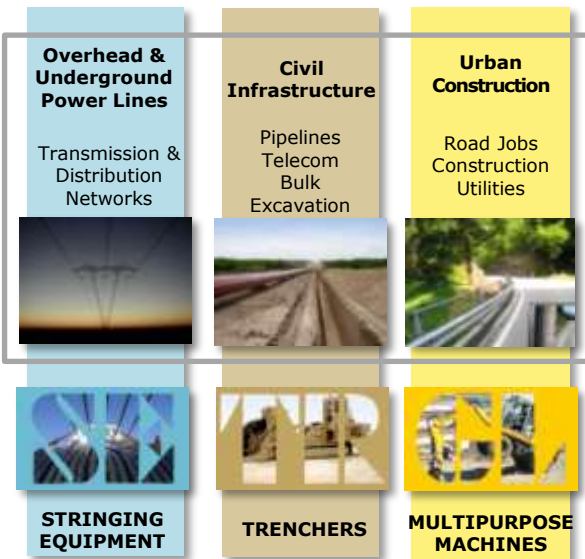 Overhead &
Underground
Power Lines
Transmission &
Distribution
Networks
Civil
Infrastructure
Pipelines
Telecom
Bulk
Excavation
Urban
Construction
Road Jobs
Construction
Utilities
SE
TR
STRINGING
EQUIPMENT
TRENCHERS
MULTIPURPOSE
MACHINES